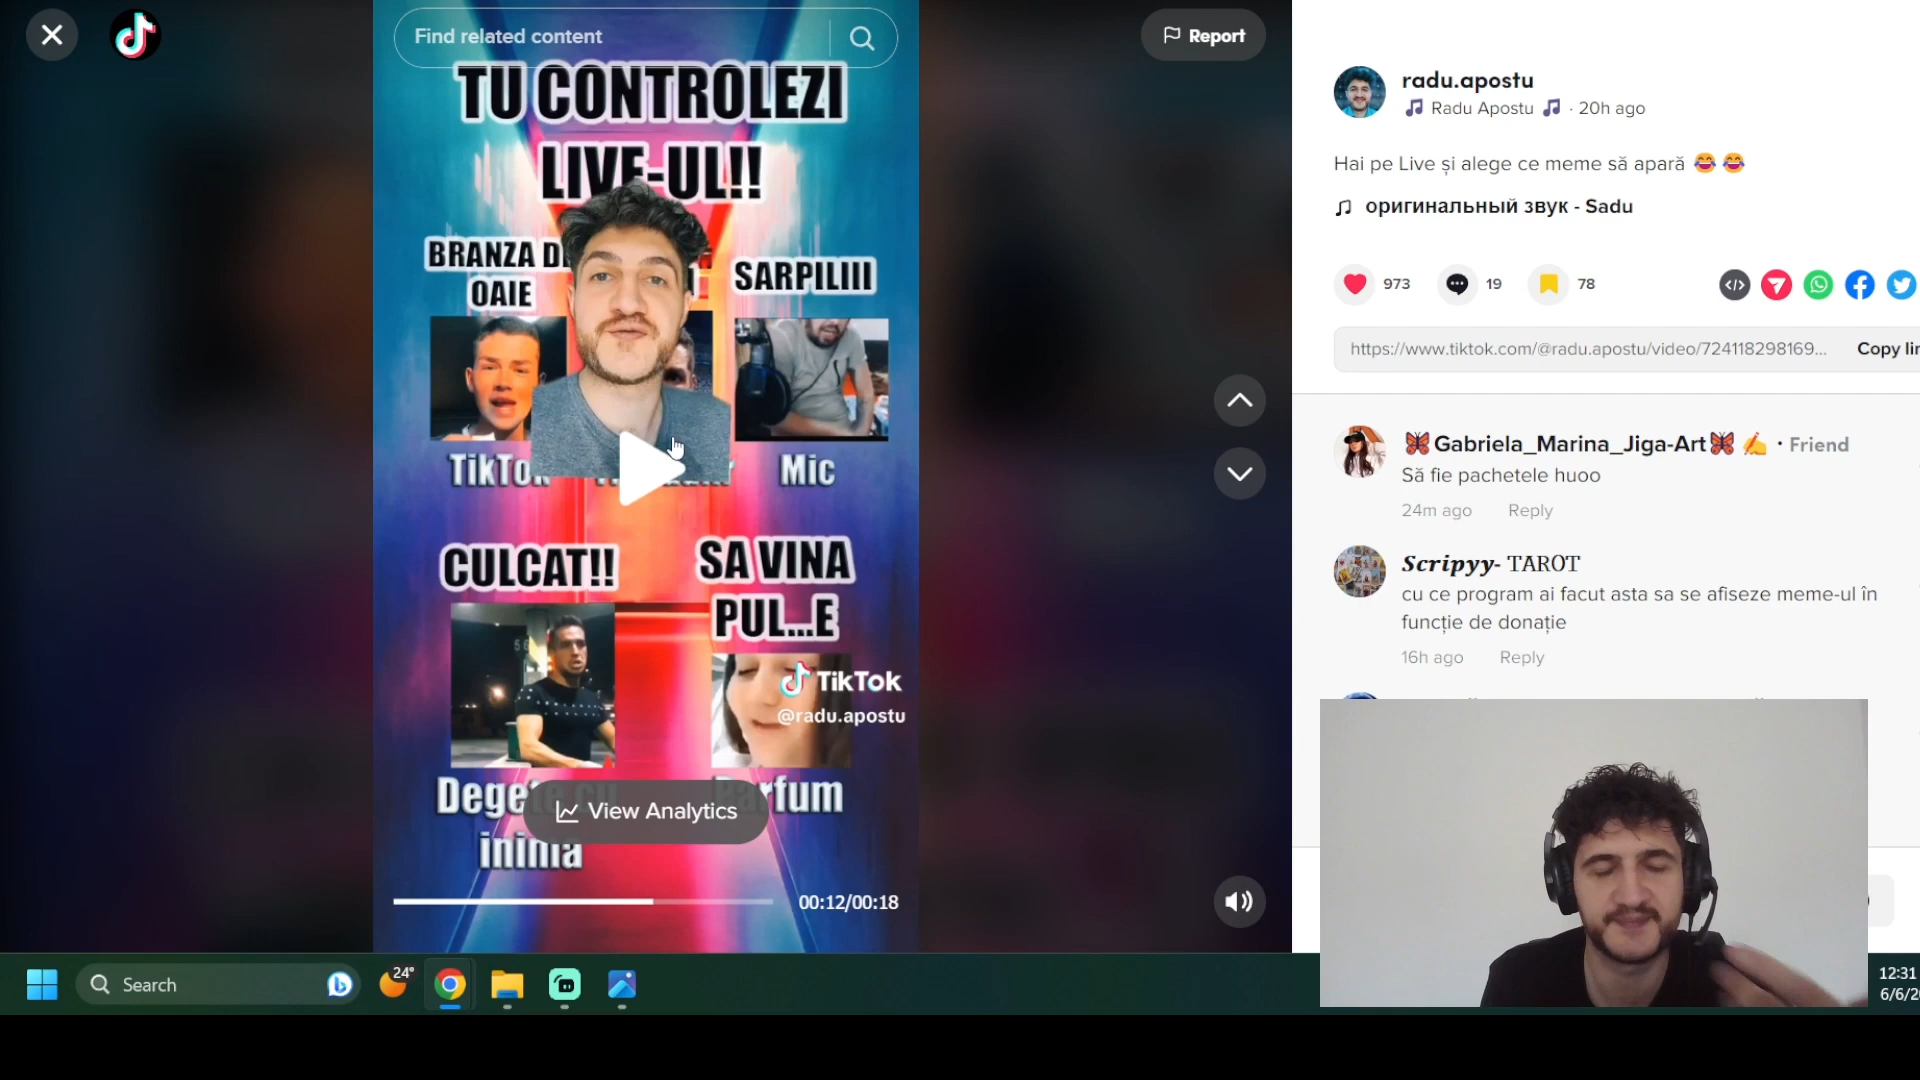 Find related content
Report
TU CONTROLEZI
LIVE-UL!!
BRANZA D
OAIE
SARPILIII
TikTo
Mic
CULCAT!!
SA VINA
PUL...E
TikTok
@radu.apostu
Deget
fum
inima
View Analytics
00:12/00:18
radu.apostu
Radu Apostu · 20h ago
Hai pe Live și alege ce meme să apară 😂 😂
оригинальный звук - Sadu
973
19
78
https://www.tiktok.com/@radu.apostu/video/724118298169...
Copy lin
🦋Gabriela_Marina_Jiga-Art🦋 ✍ · Friend
Să fie pachetele huoo
24m ago Reply
Scripyy- TAROT
cu ce program ai facut asta sa se afiseze meme-ul în
funcție de donație
16h ago Reply
Search
24°
12:31
6/6/2